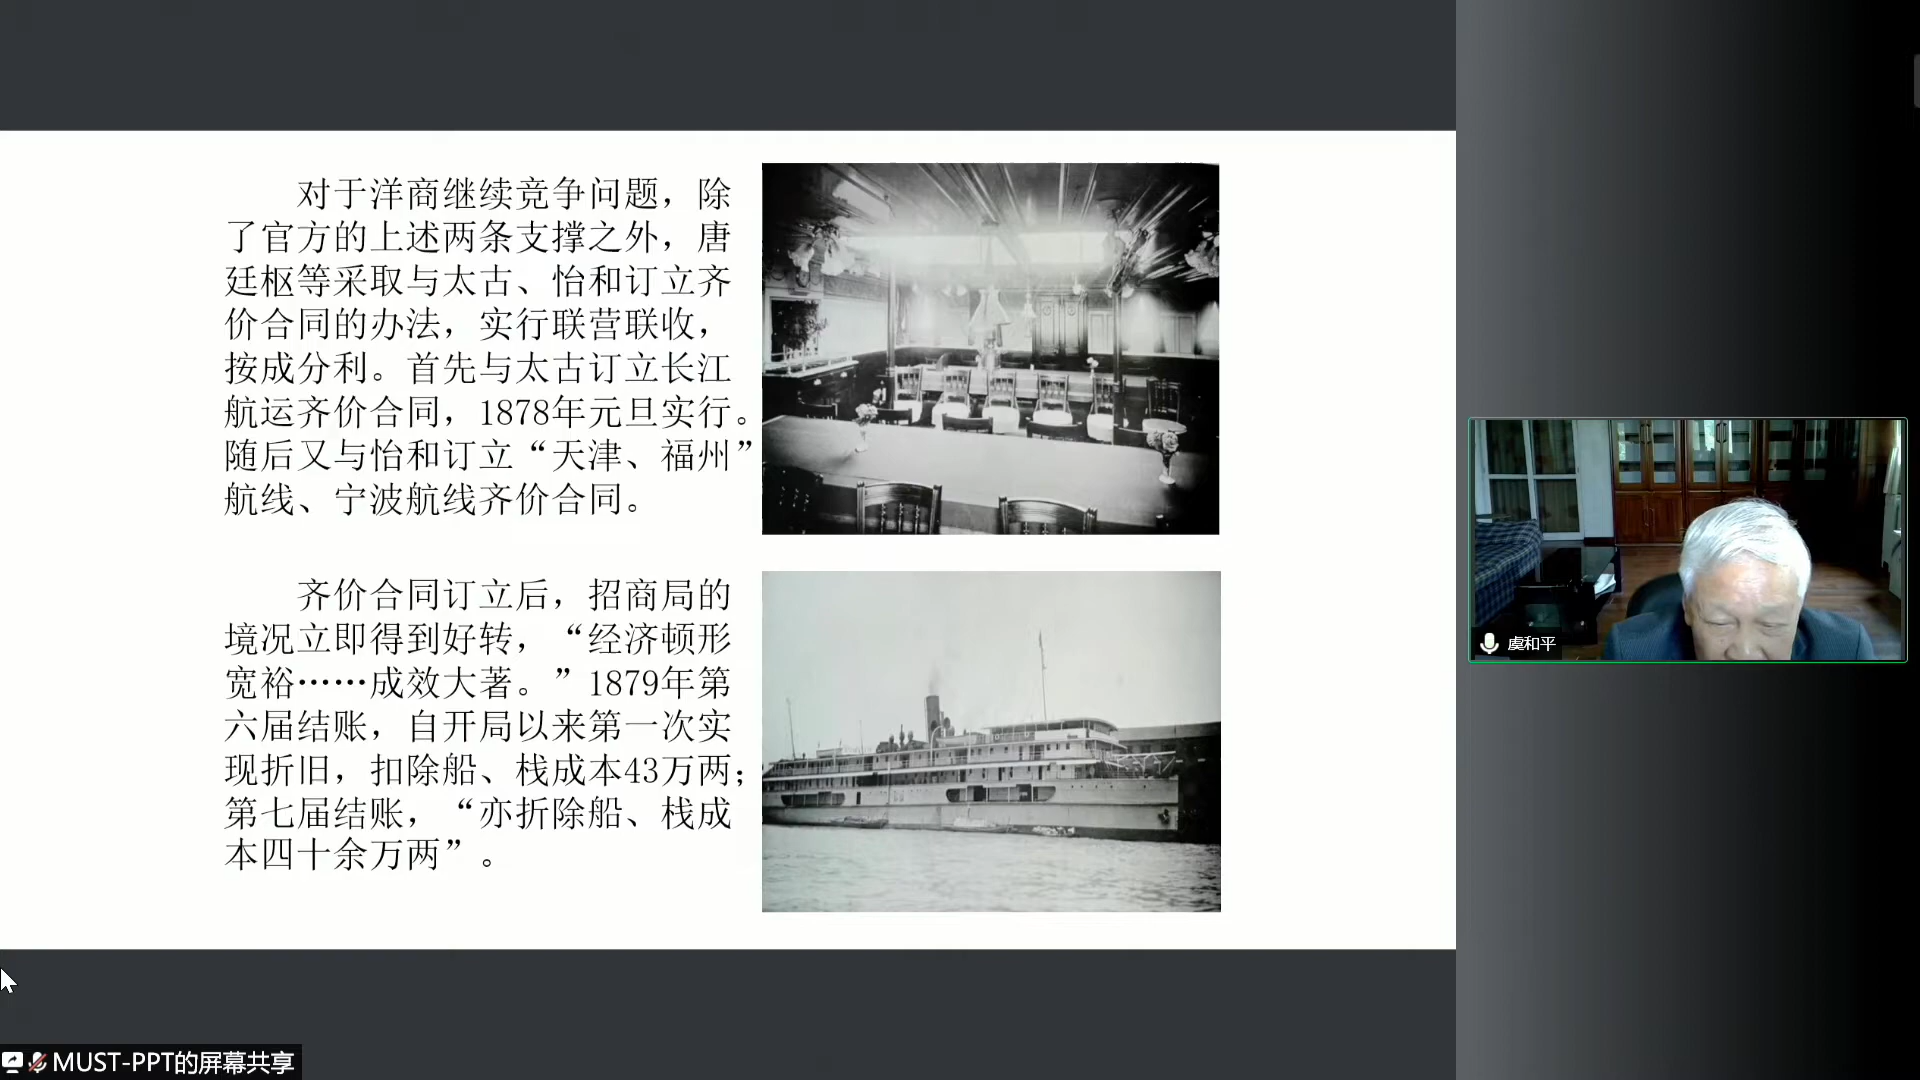 对于洋商继续竞争问题，除
了官方的上述两条支撑之外，唐
廷枢等采取与太古、怡和订立齐
价合同的办法，实行联营联收，
按成分利。首先与太古订立长江
航运齐价合同，1878年元旦实行。
随后又与怡和订立“天津、福州”
航线、宁波航线齐价合同。
齐价合同订立后，招商局的
境况立即得到好转，“经济顿形
宽裕……成效大著。”1879年第
六届结账，自开局以来第一次实
现折旧，扣除船、栈成本43万两；
第七届结账，“亦折除船、栈成
本四十余万两”。
虞和平
MUST-PPT的屏幕共享